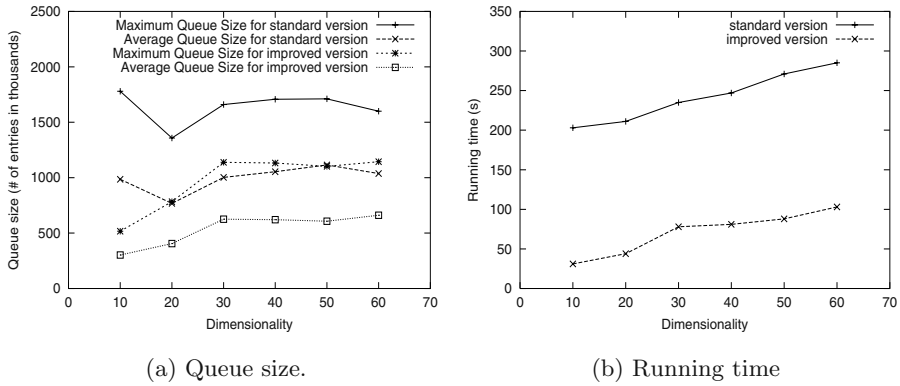 Maximum Queue Size for standard version
Average Queue Size for standard version
Maximum Queue Size for improved version
Average Queue Size for improved version
2500
2000
1500
1000
500
0
Queue size (# of entries in thousands)
0 10 20 30 40 50 60 70
Dimensionality
(a) Queue size.
standard version
improved version
350
300
250
200
150
100
50
0
Running time (s)
0 10 20 30 40 50 60 70
Dimensionality
(b) Running time